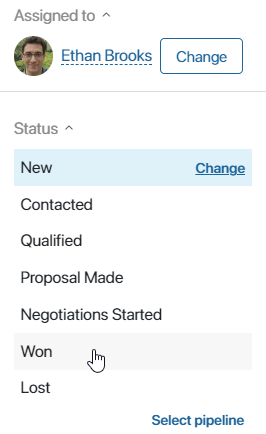 Assigned to
Ethan Brooks Change
Status
New Change
Contacted
Qualified
Proposal Made
Negotiations Started
Won
Lost
Select pipeline